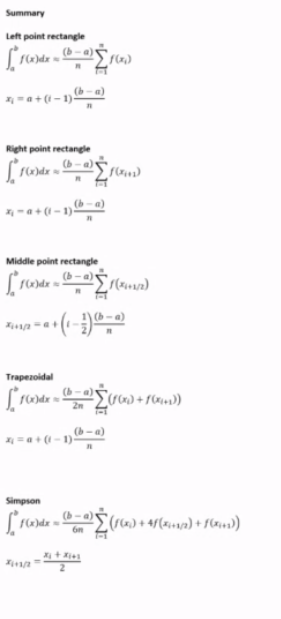 Summary
Left point rectangle
∫_a^b f(x)dx ≈ (b − a)/n ∑_{i=1}^n f(x_i)
x_i = a + (i − 1) (b − a)/n
Right point rectangle
∫_a^b f(x)dx ≈ (b − a)/n ∑_{i=1}^n f(x_{i+1})
x_i = a + (i − 1) (b − a)/n
Middle point rectangle
∫_a^b f(x)dx ≈ (b − a)/n ∑_{i=1}^n f(x_{i+1/2})
x_{i+1/2} = a + (i − 1/2) (b − a)/n
Trapezoidal
∫_a^b f(x)dx ≈ (b − a)/2n ∑_{i=1}^n (f(x_i) + f(x_{i+1}))
x_i = a + (i − 1) (b − a)/n
Simpson
∫_a^b f(x)dx ≈ (b − a)/6n ∑_{i=1}^n (f(x_i) + 4f(x_{i+1/2}) + f(x_{i+1}))
x_{i+1/2} = (x_i + x_{i+1})/2